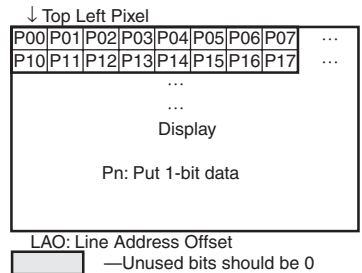 ↓ Top Left Pixel
P00 P01 P02 P03 P04 P05 P06 P07 …
P10 P11 P12 P13 P14 P15 P16 P17 …
…
…
Display
Pn: Put 1-bit data
LAO: Line Address Offset
—Unused bits should be 0